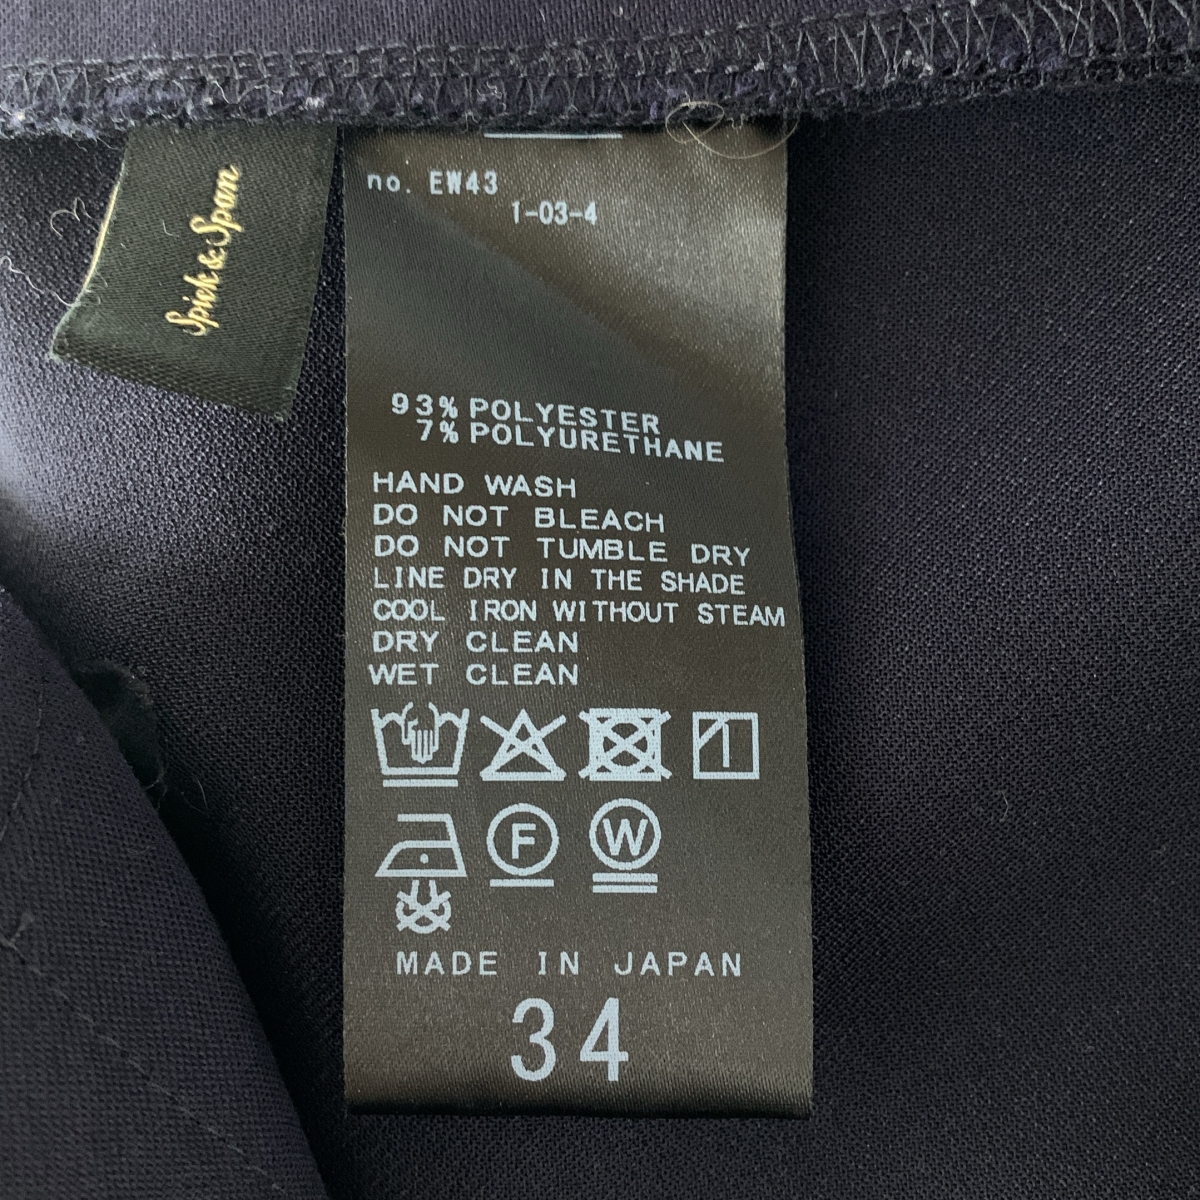 Spick & Span
no. EW43
1-03-4
93% POLYESTER
7% POLYURETHANE
HAND WASH
DO NOT BLEACH
DO NOT TUMBLE DRY
LINE DRY IN THE SHADE
COOL IRON WITHOUT STEAM
DRY CLEAN
WET CLEAN
F W
MADE IN JAPAN
34